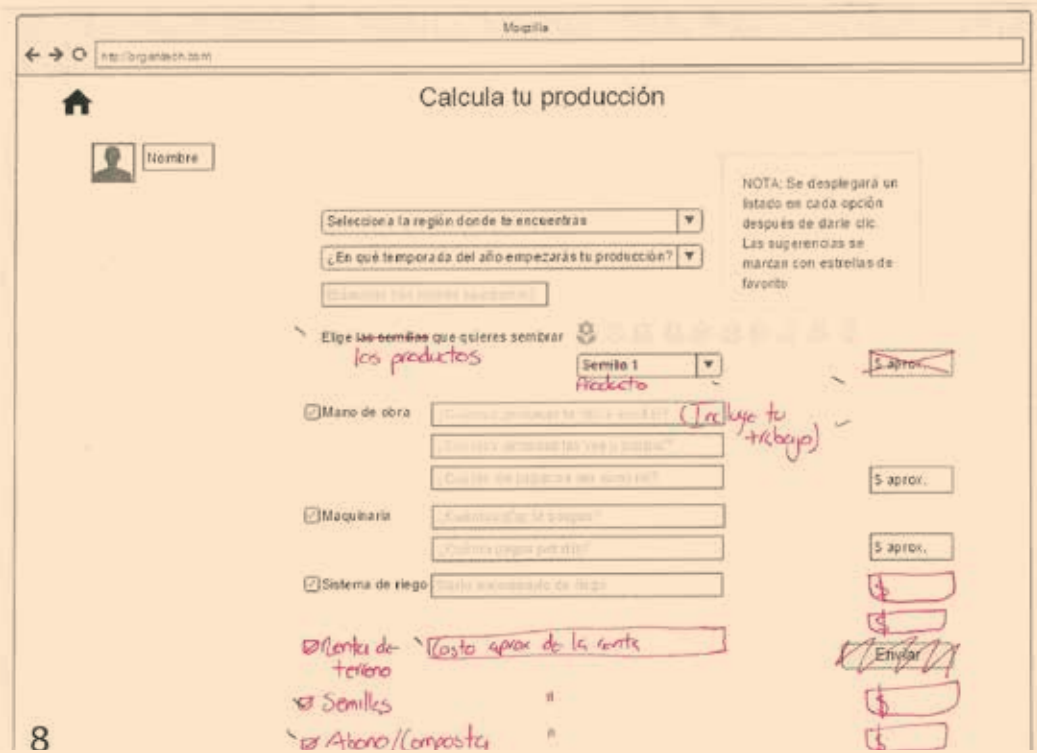 Mozilla
Calcula tu producción
Nombre
NOTA: Se desplegará un
listado en cada opción
después de darle clic.
Las sugerencias se
marcan con estrellas de
favorito
Selecciona la región donde te encuentras
¿En qué temporada del año empezarás tu producción?
Elige las semillas que quieres sembrar
los productos
Semilla 1
Producto
$ aprox.
Mano de obra
(Incluye tu
trabajo)
$ aprox.
Maquinaria
$ aprox.
Sistema de riego
$
$
Renta de
terreno
Costo aprox de la renta
Enviar
Semillas "
$
Abono/Composta "
$
8